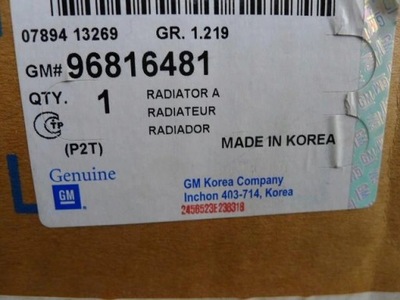 07894 13269 GR. 1.219
GM# 96816481
QTY. 1 RADIATOR A
RADIATEUR
RADIADOR
(P2T) MADE IN KOREA
Genuine
GM
GM Korea Company
Inchon 403-714, Korea